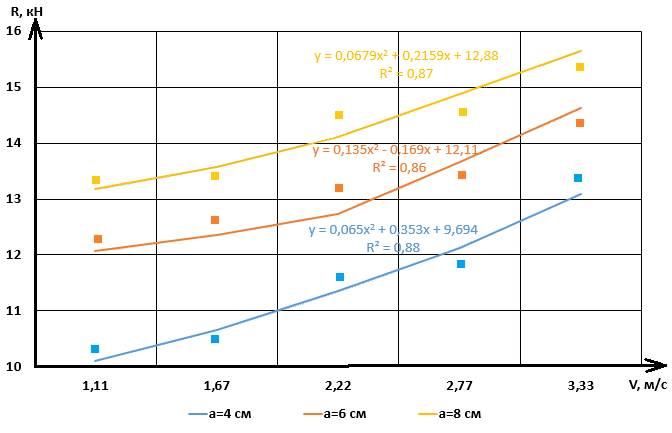 R, кН
16
15
14
13
12
11
10
y = 0,0679x² + 0,2159x + 12,88
R² = 0,87
y = 0,135x² - 0,169x + 12,11
R² = 0,86
y = 0,065x² + 0,353x + 9,694
R² = 0,88
1,11 1,67 2,22 2,77 3,33 V, м/с
a=4 см a=6 см a=8 см